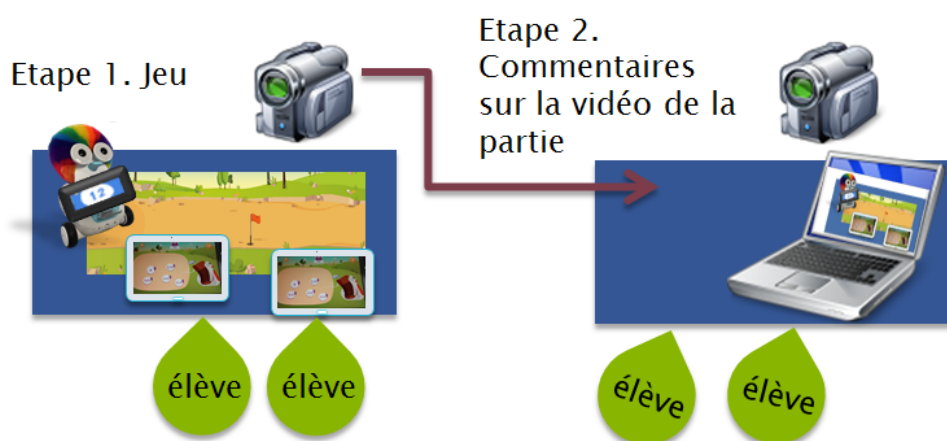 Etape 1. Jeu
Etape 2.
Commentaires
sur la vidéo de la
partie
12
élève
élève
élève
élève